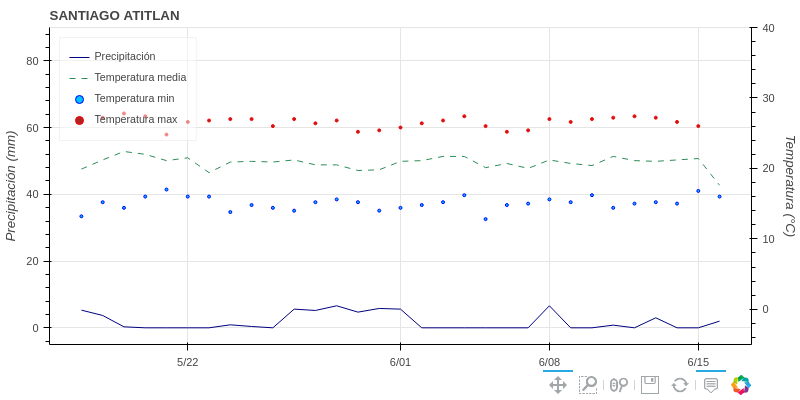 SANTIAGO ATITLAN
Precipitación
Temperatura media
Temperatura min
Temperatura max
Precipitación (mm)
80
60
40
20
0
40
30
20
10
0
Temperatura (°C)
5/22
6/01
6/08
6/15